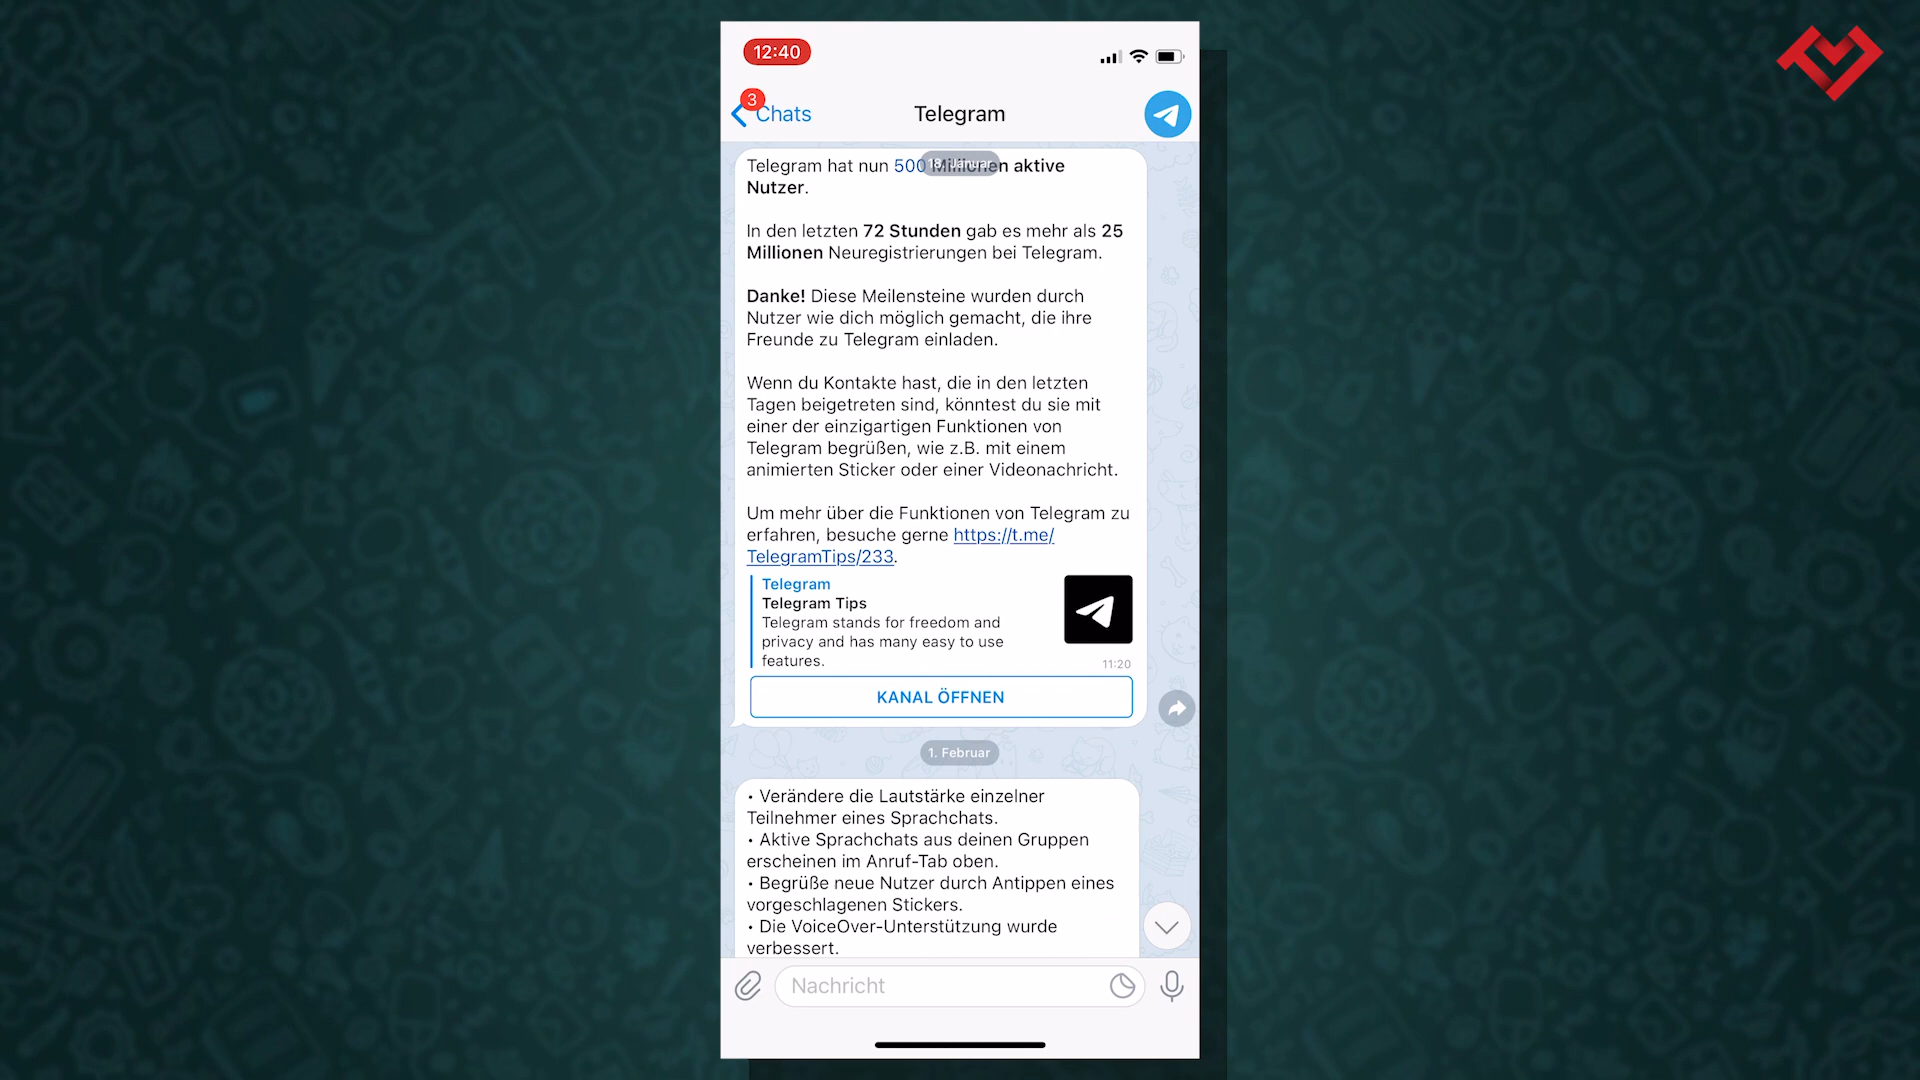 12:40
3
Chats
Telegram
18. Januar
Telegram hat nun 500 Millionen aktive
Nutzer.
In den letzten 72 Stunden gab es mehr als 25
Millionen Neuregistrierungen bei Telegram.
Danke! Diese Meilensteine wurden durch
Nutzer wie dich möglich gemacht, die ihre
Freunde zu Telegram einladen.
Wenn du Kontakte hast, die in den letzten
Tagen beigetreten sind, könntest du sie mit
einer der einzigartigen Funktionen von
Telegram begrüßen, wie z.B. mit einem
animierten Sticker oder einer Videonachricht.
Um mehr über die Funktionen von Telegram zu
erfahren, besuche gerne https://t.me/
TelegramTips/233.
Telegram
Telegram Tips
Telegram stands for freedom and
privacy and has many easy to use
features.
11:20
KANAL ÖFFNEN
1. Februar
• Verändere die Lautstärke einzelner
Teilnehmer eines Sprachchats.
• Aktive Sprachchats aus deinen Gruppen
erscheinen im Anruf-Tab oben.
• Begrüße neue Nutzer durch Antippen eines
vorgeschlagenen Stickers.
• Die VoiceOver-Unterstützung wurde
verbessert.
Nachricht